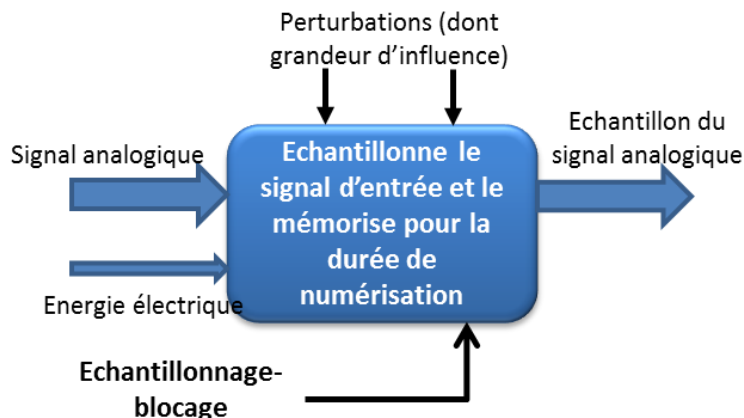 Perturbations (dont
grandeur d'influence)
Signal analogique
Echantillonne le
signal d'entrée et le
mémorise pour la
durée de
numérisation
Echantillon du
signal analogique
Energie électrique
Echantillonnage-
blocage